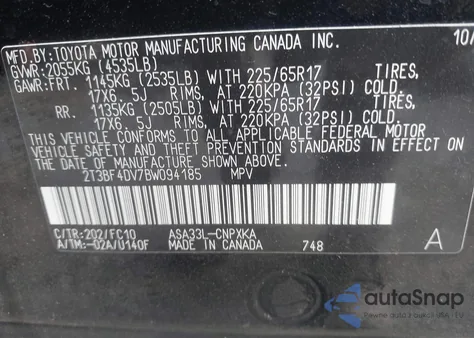 MFD.BY: TOYOTA MOTOR MANUFACTURING CANADA INC. 10/
GVWR: 2055KG (4535LB)
GAWR: FRT. 1145KG (2535LB) WITH 225/65R17 TIRES,
17X6.5J RIMS, AT 220KPA (32PSI) COLD.
RR. 1135KG (2505LB) WITH 225/65R17 TIRES,
17X6.5J RIMS, AT 220KPA (32PSI) COLD.
THIS VEHICLE CONFORMS TO ALL APPLICABLE FEDERAL MOTOR
VEHICLE SAFETY AND THEFT PREVENTION STANDARDS IN EFFECT ON
THE DATE OF MANUFACTURE SHOWN ABOVE.
2T3BF4DV7BW094185 MPV
C/TR: 202/FC10 ASA33L-CNPXKA
A/TM: -02A/U140F MADE IN CANADA 748 A
autoSnap
Pewne auto z USA